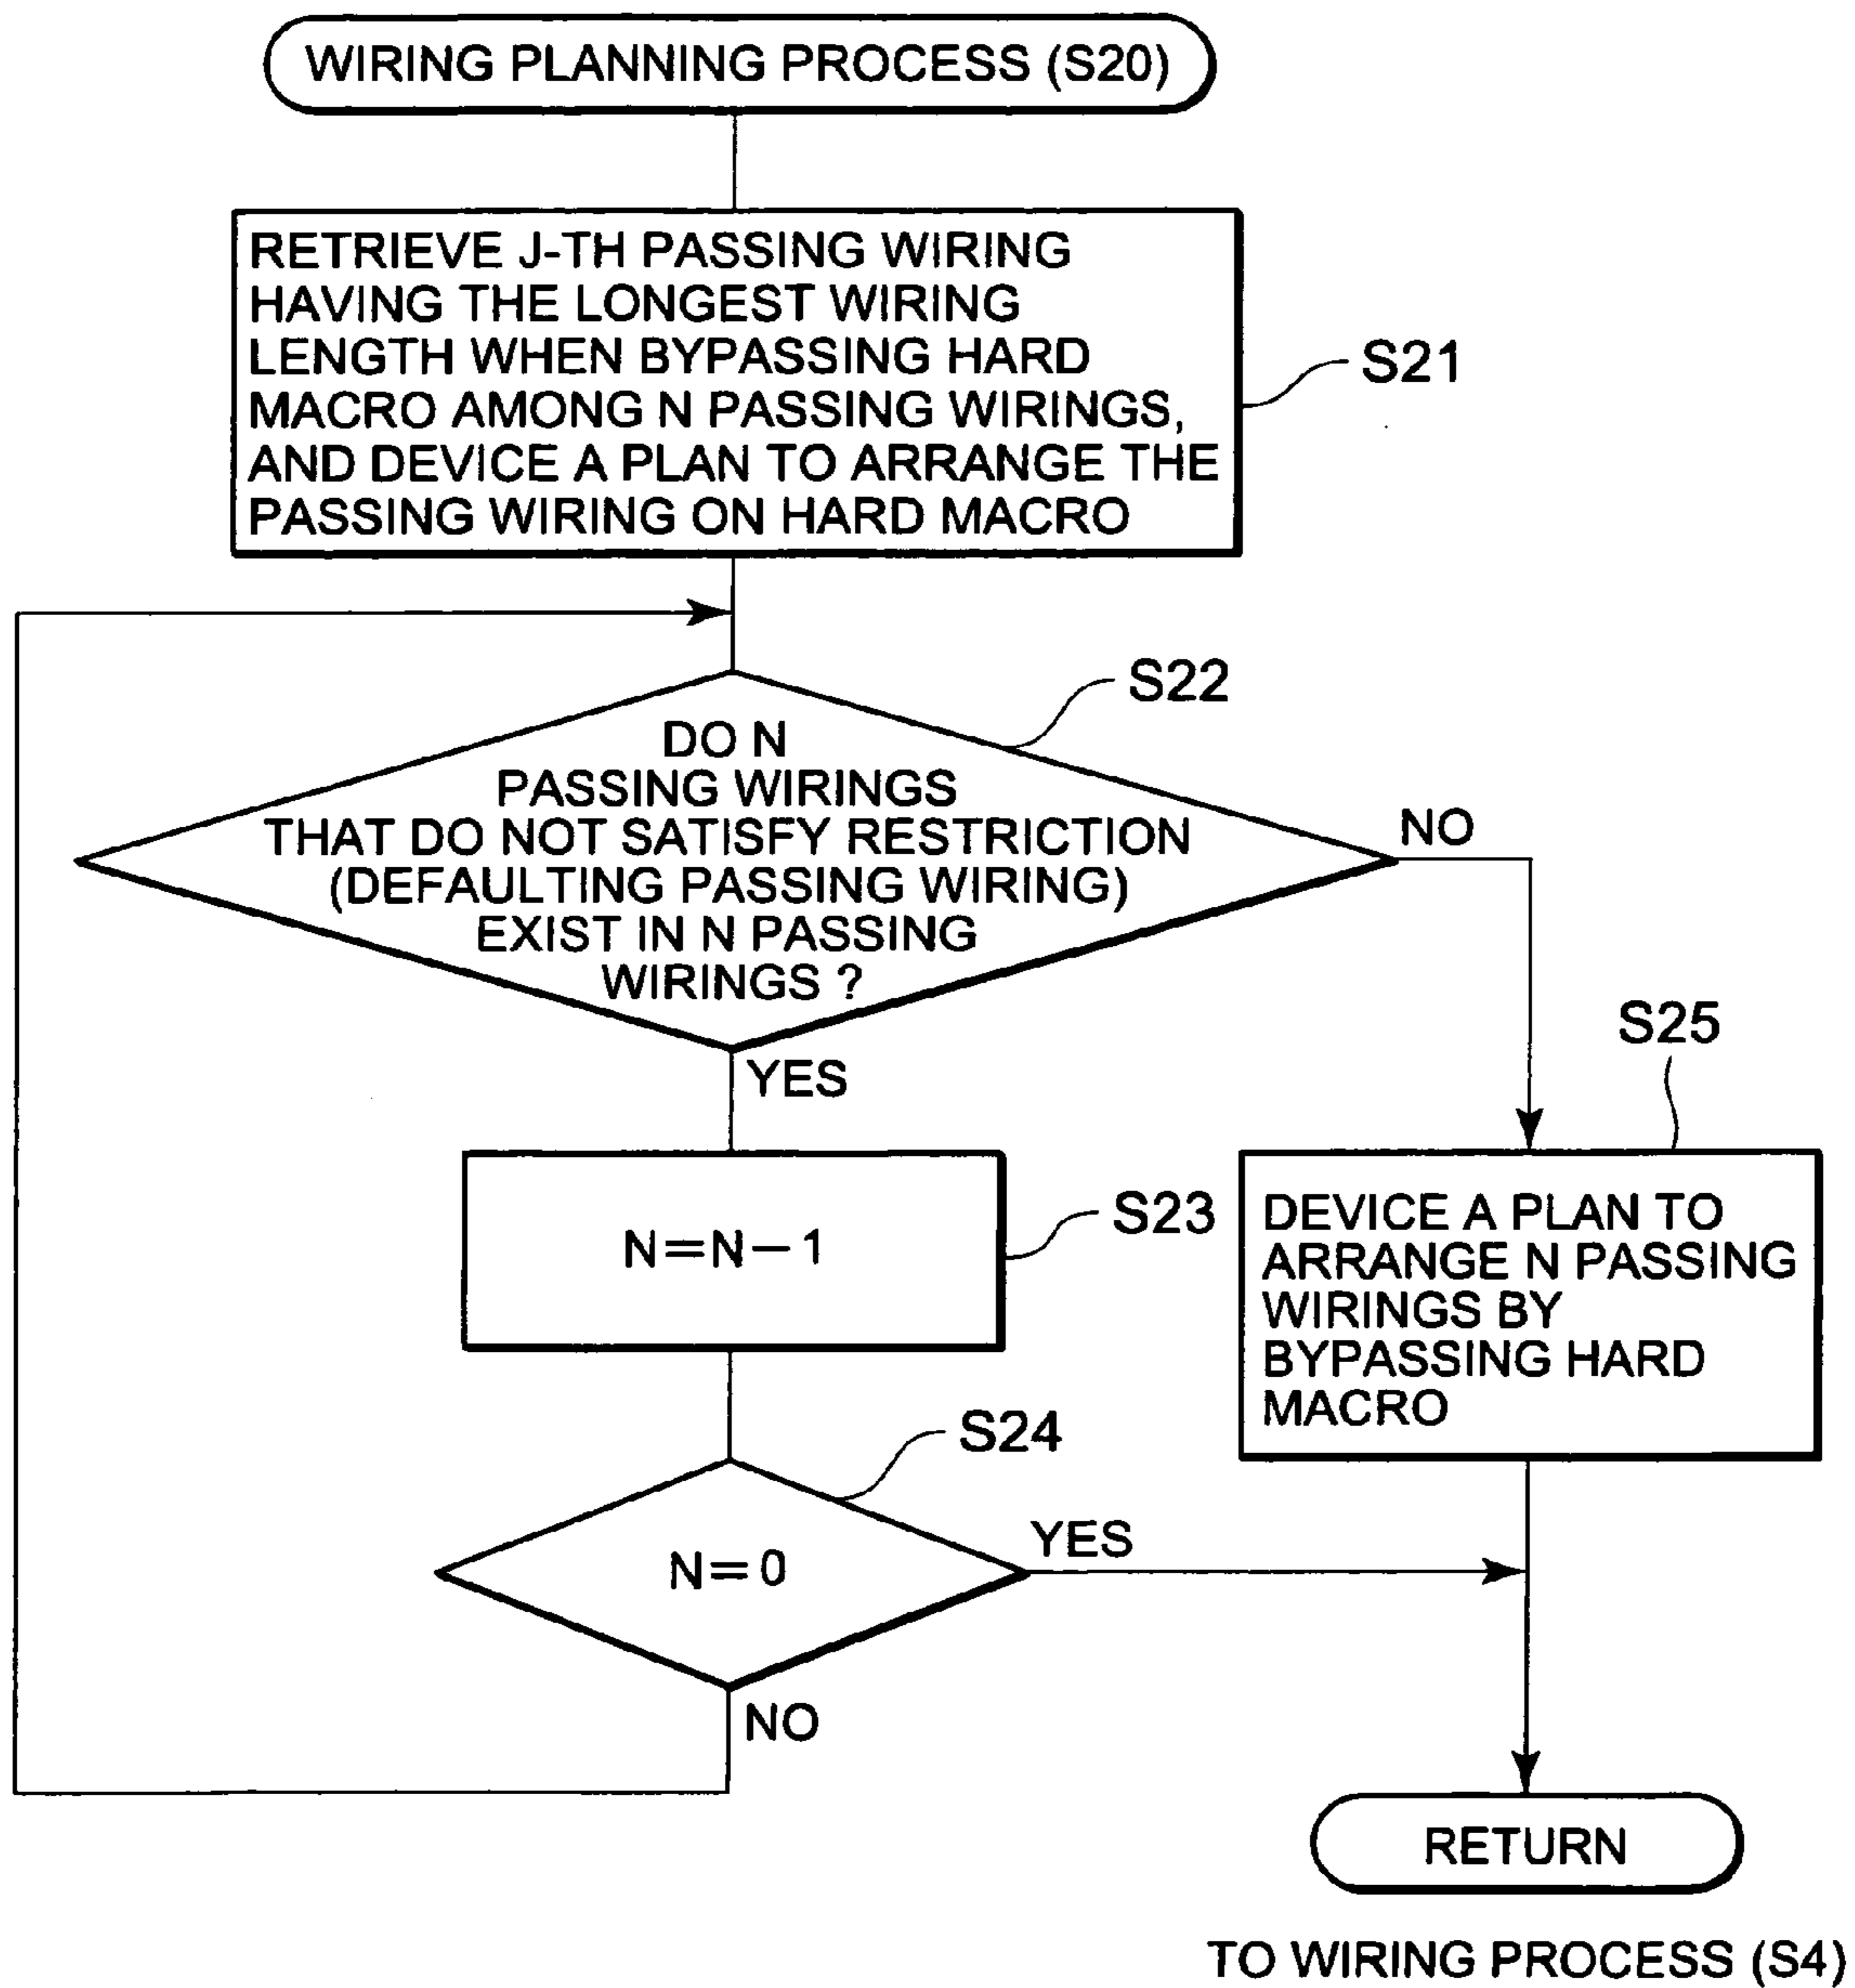 WIRING PLANNING PROCESS (S20)
RETRIEVE J-TH PASSING WIRING
HAVING THE LONGEST WIRING
LENGTH WHEN BYPASSING HARD
MACRO AMONG N PASSING WIRINGS,
AND DEVICE A PLAN TO ARRANGE THE
PASSING WIRING ON HARD MACRO
S21
S22
DO N
PASSING WIRINGS
THAT DO NOT SATISFY RESTRICTION
(DEFAULTING PASSING WIRING)
EXIST IN N PASSING
WIRINGS ?
NO
YES
S25
N=N-1
S23
DEVICE A PLAN TO
ARRANGE N PASSING
WIRINGS BY
BYPASSING HARD
MACRO
S24
N=0
YES
NO
RETURN
TO WIRING PROCESS (S4)